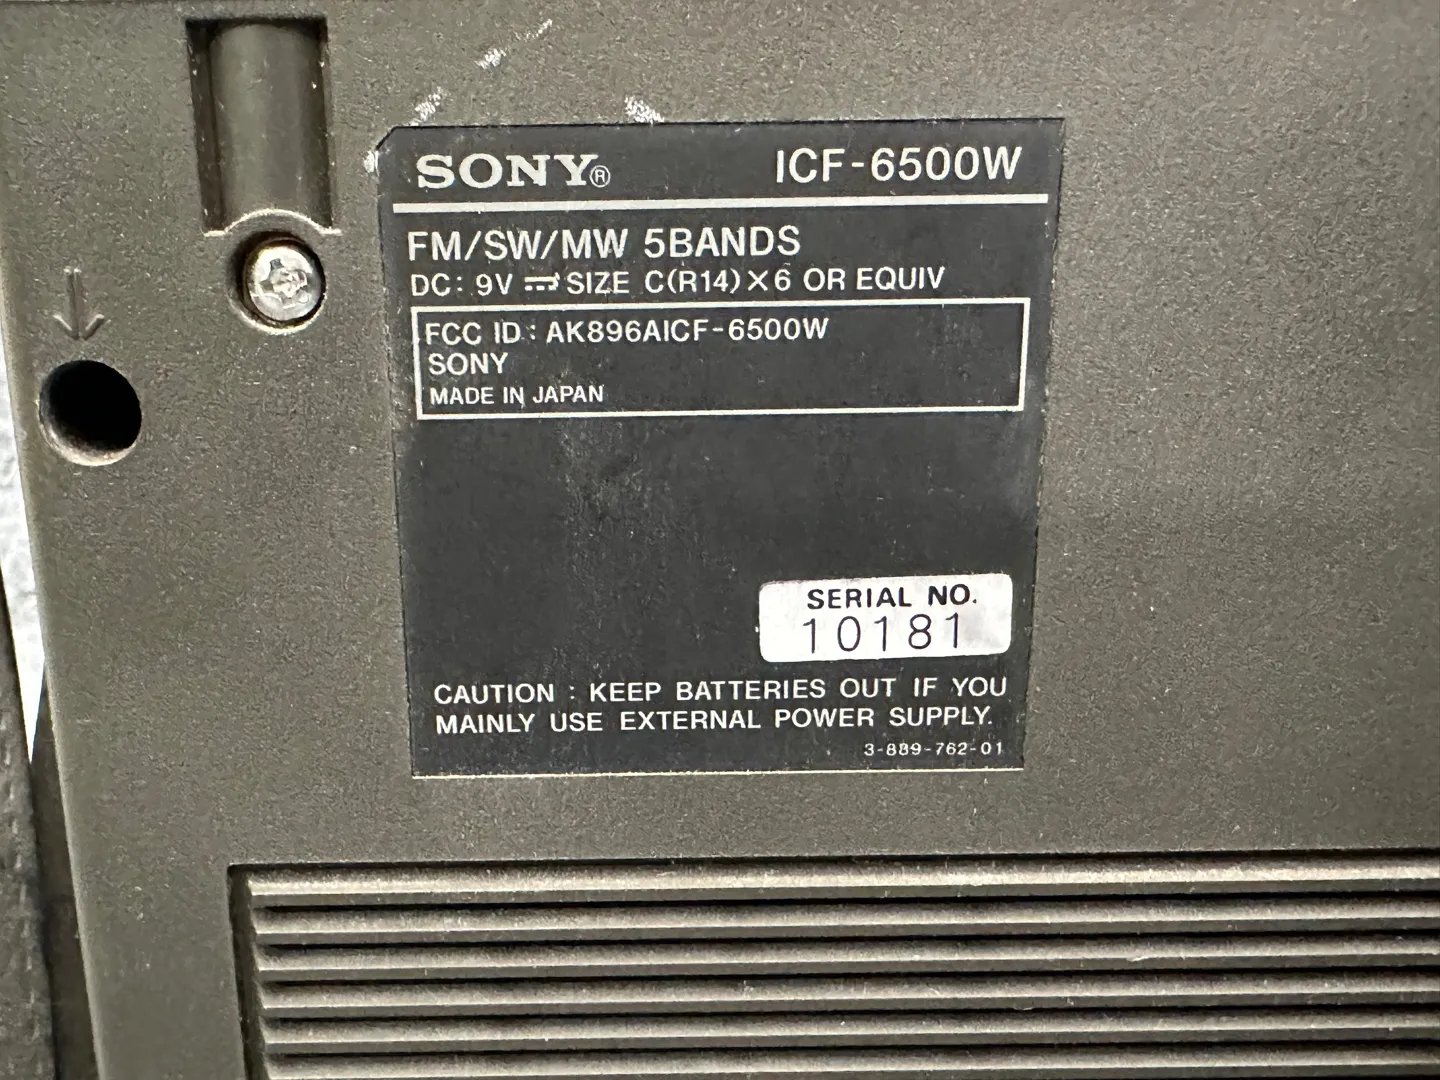 SONY® ICF-6500W
FM/SW/MW 5BANDS
DC: 9V ⎓ SIZE C(R14)×6 OR EQUIV
FCC ID: AK896AICF-6500W
SONY
MADE IN JAPAN
SERIAL NO.
10181
CAUTION : KEEP BATTERIES OUT IF YOU
MAINLY USE EXTERNAL POWER SUPPLY.
3-889-762-01